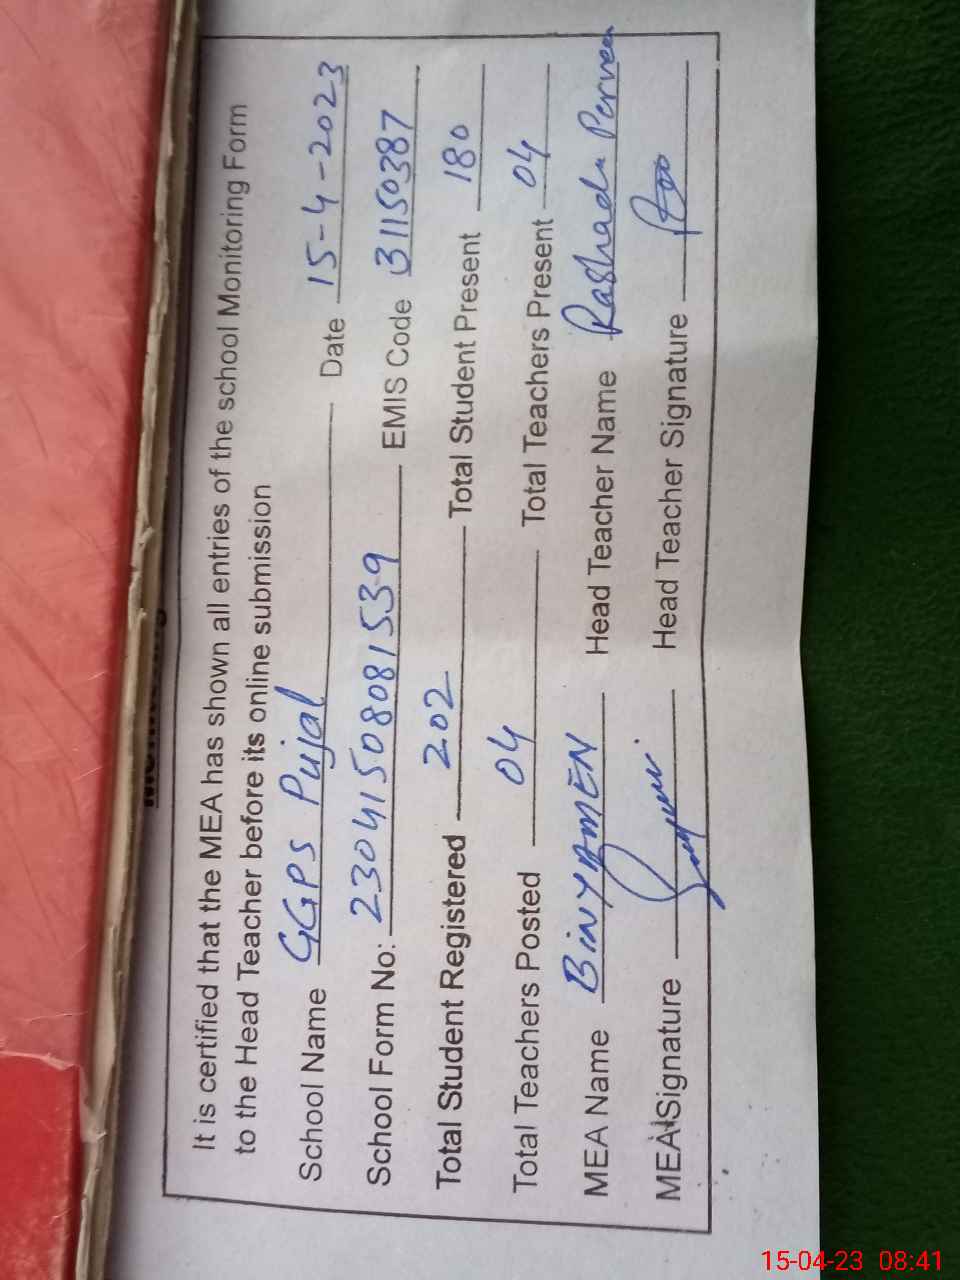 It is certified that the MEA has shown all entries of the school Monitoring Form
to the Head Teacher before its online submission
School Name GGPS Pujal Date 15-4-2023
School Form No: 23041508081539 EMIS Code 31150387
Total Student Registered 202 Total Student Present 180
Total Teachers Posted 04 Total Teachers Present 04
MEA Name BiNYAMEEN Head Teacher Name Rashada Perveen
MEA Signature Head Teacher Signature
15-04-23 08:41